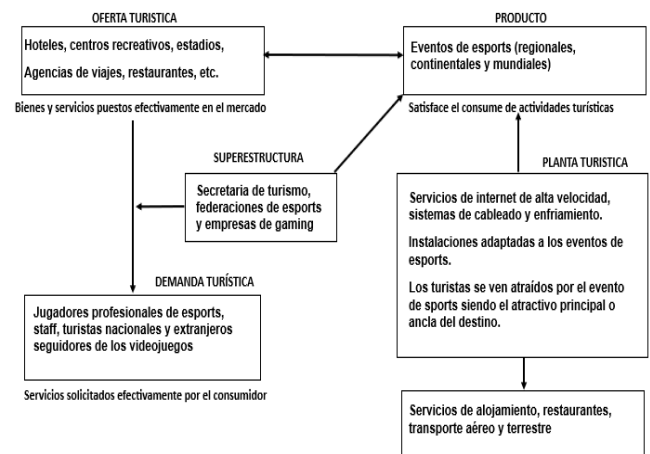 OFERTA TURISTICA
Hoteles, centros recreativos, estadios,
Agencias de viajes, restaurantes, etc.
Bienes y servicios puestos efectivamente en el mercado
PRODUCTO
Eventos de esports (regionales,
continentales y mundiales)
Satisface el consume de actividades turísticas
SUPERESTRUCTURA
Secretaria de turismo,
federaciones de esports
y empresas de gaming
PLANTA TURISTICA
Servicios de internet de alta velocidad,
sistemas de cableado y enfriamiento.
Instalaciones adaptadas a los eventos de
esports.
Los turistas se ven atraídos por el evento
de sports siendo el atractivo principal o
ancla del destino.
DEMANDA TURÍSTICA
Jugadores profesionales de esports,
staff, turistas nacionales y extranjeros
seguidores de los videojuegos
Servicios solicitados efectivamente por el consumidor
Servicios de alojamiento, restaurantes,
transporte aéreo y terrestre